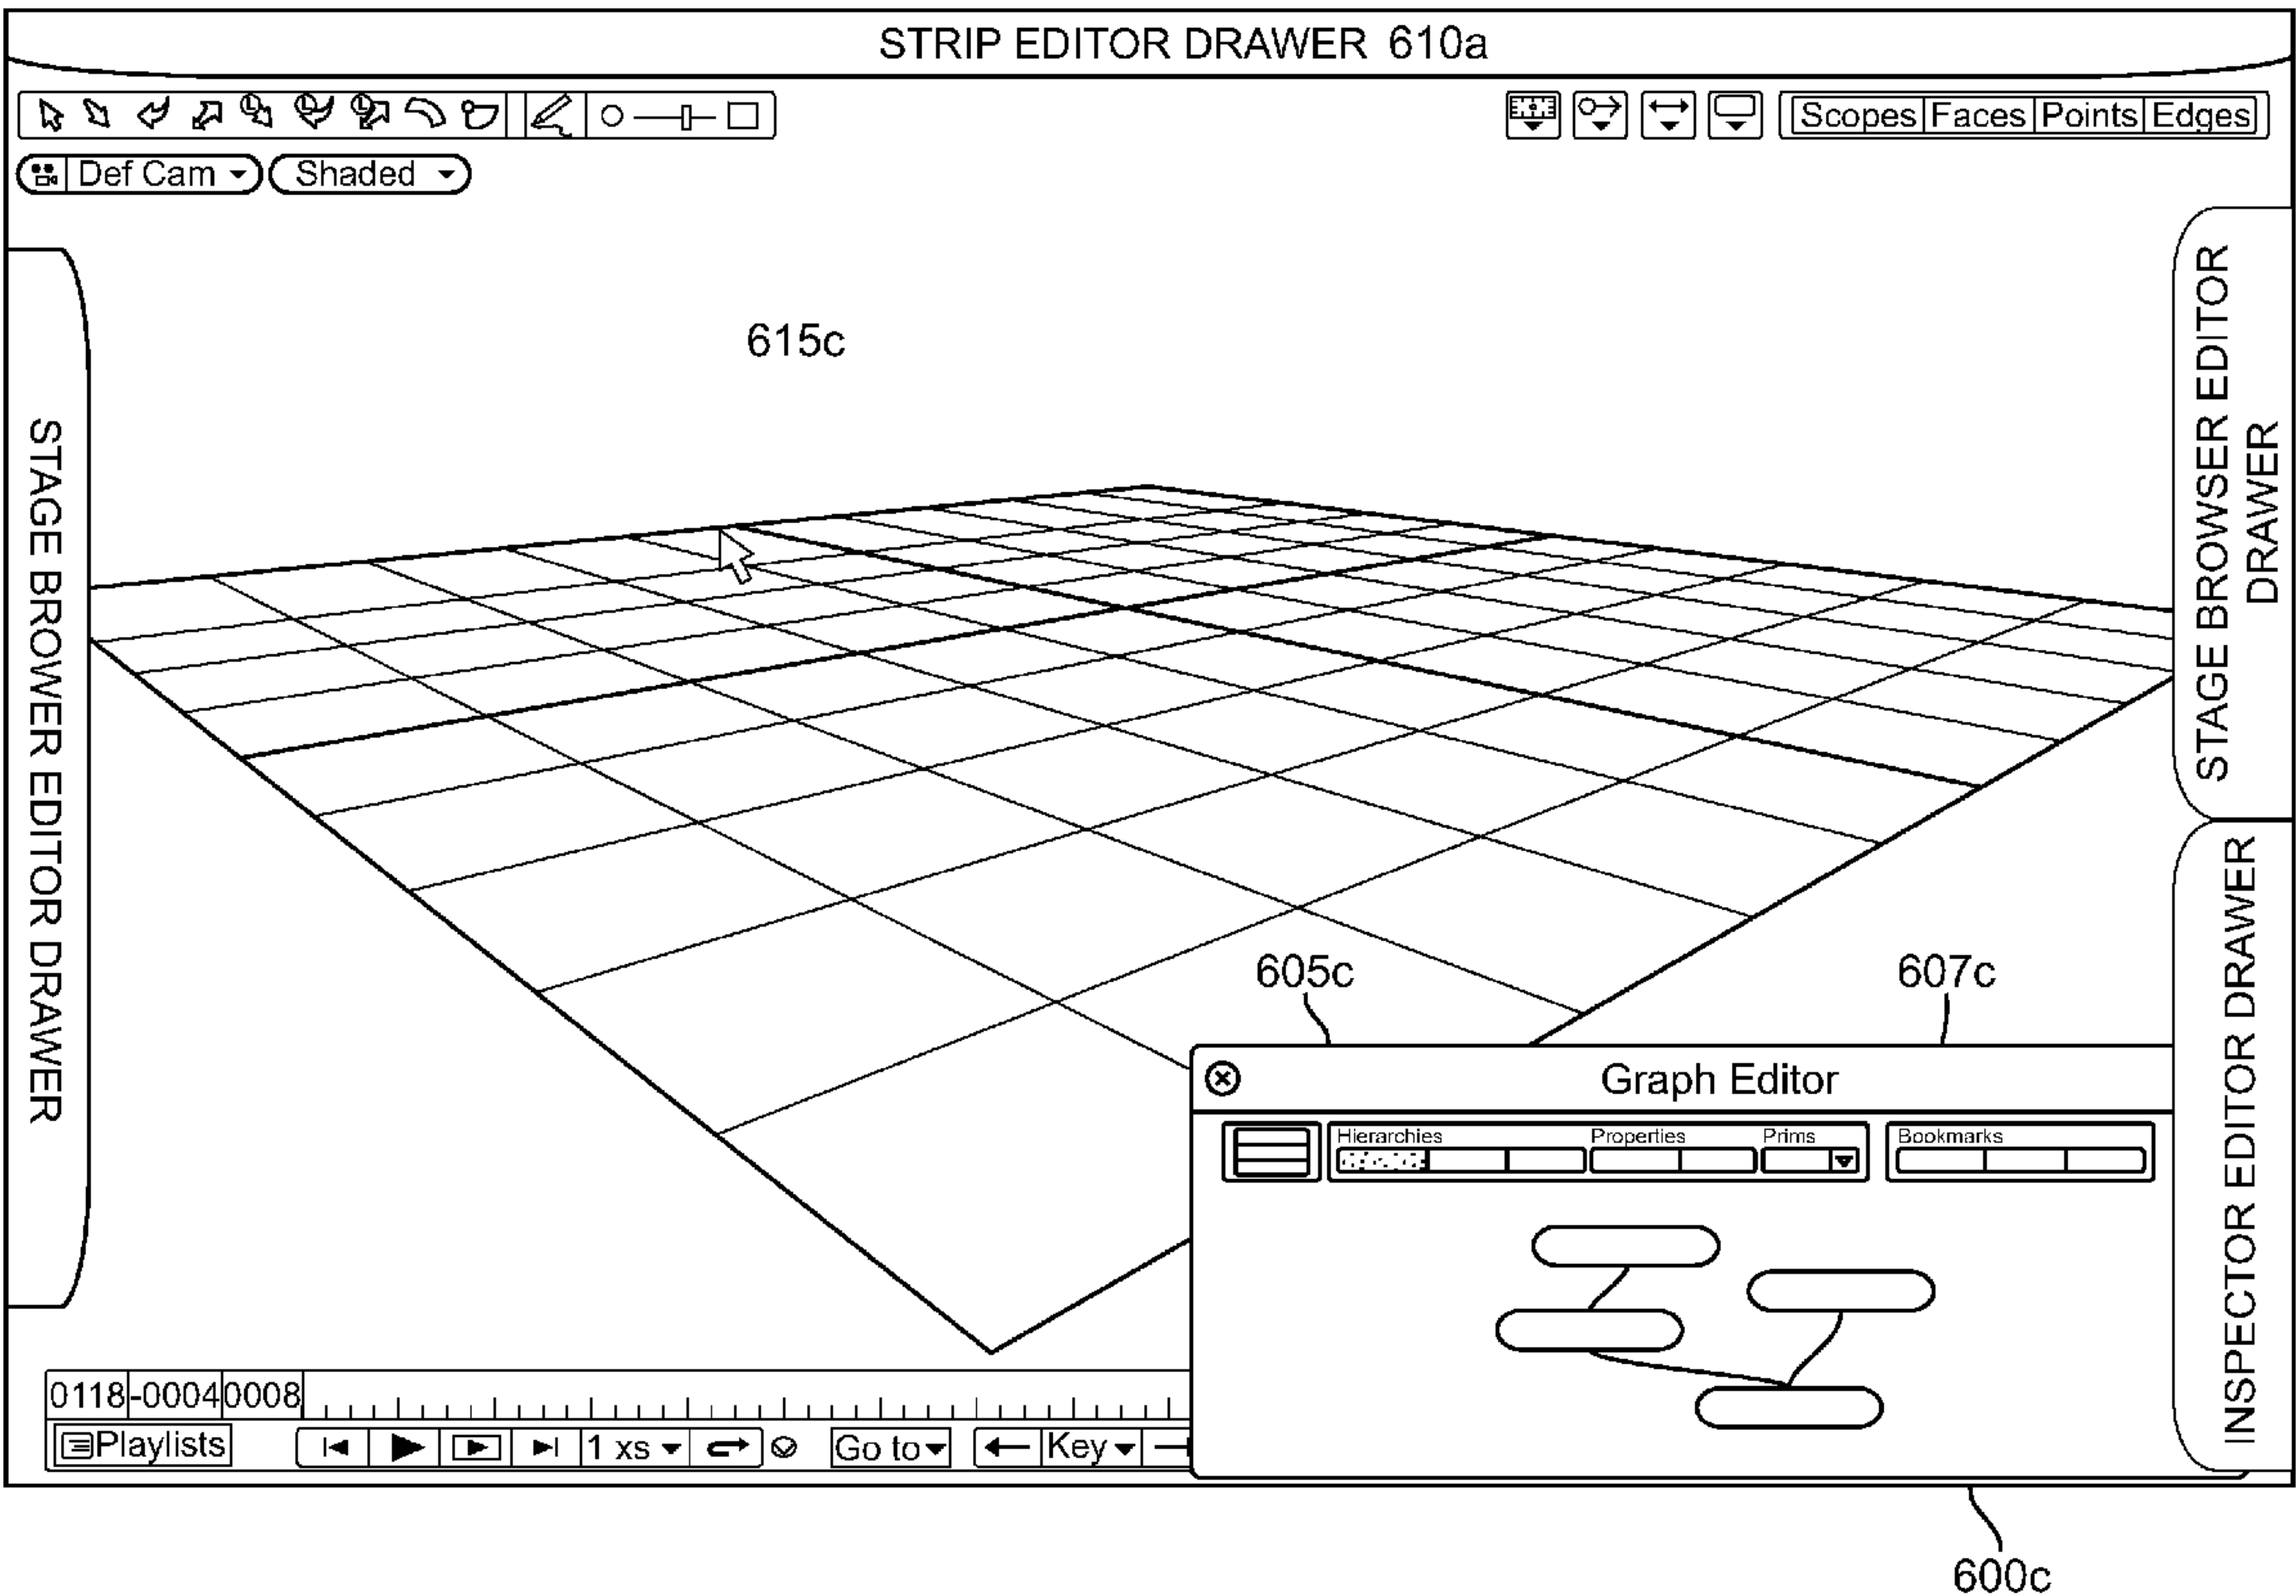 STRIP EDITOR DRAWER 610a
Scopes Faces Points Edges
Def Cam Shaded
615c
STAGE BROWSER EDITOR DRAWER
STAGE BROWSER EDITOR
DRAWER
605c 607c
INSPECTOR EDITOR DRAWER
Graph Editor
Hierarchies Properties Prims Bookmarks
0118 -0004 0008
Playlists 1 xs Go to Key
600c